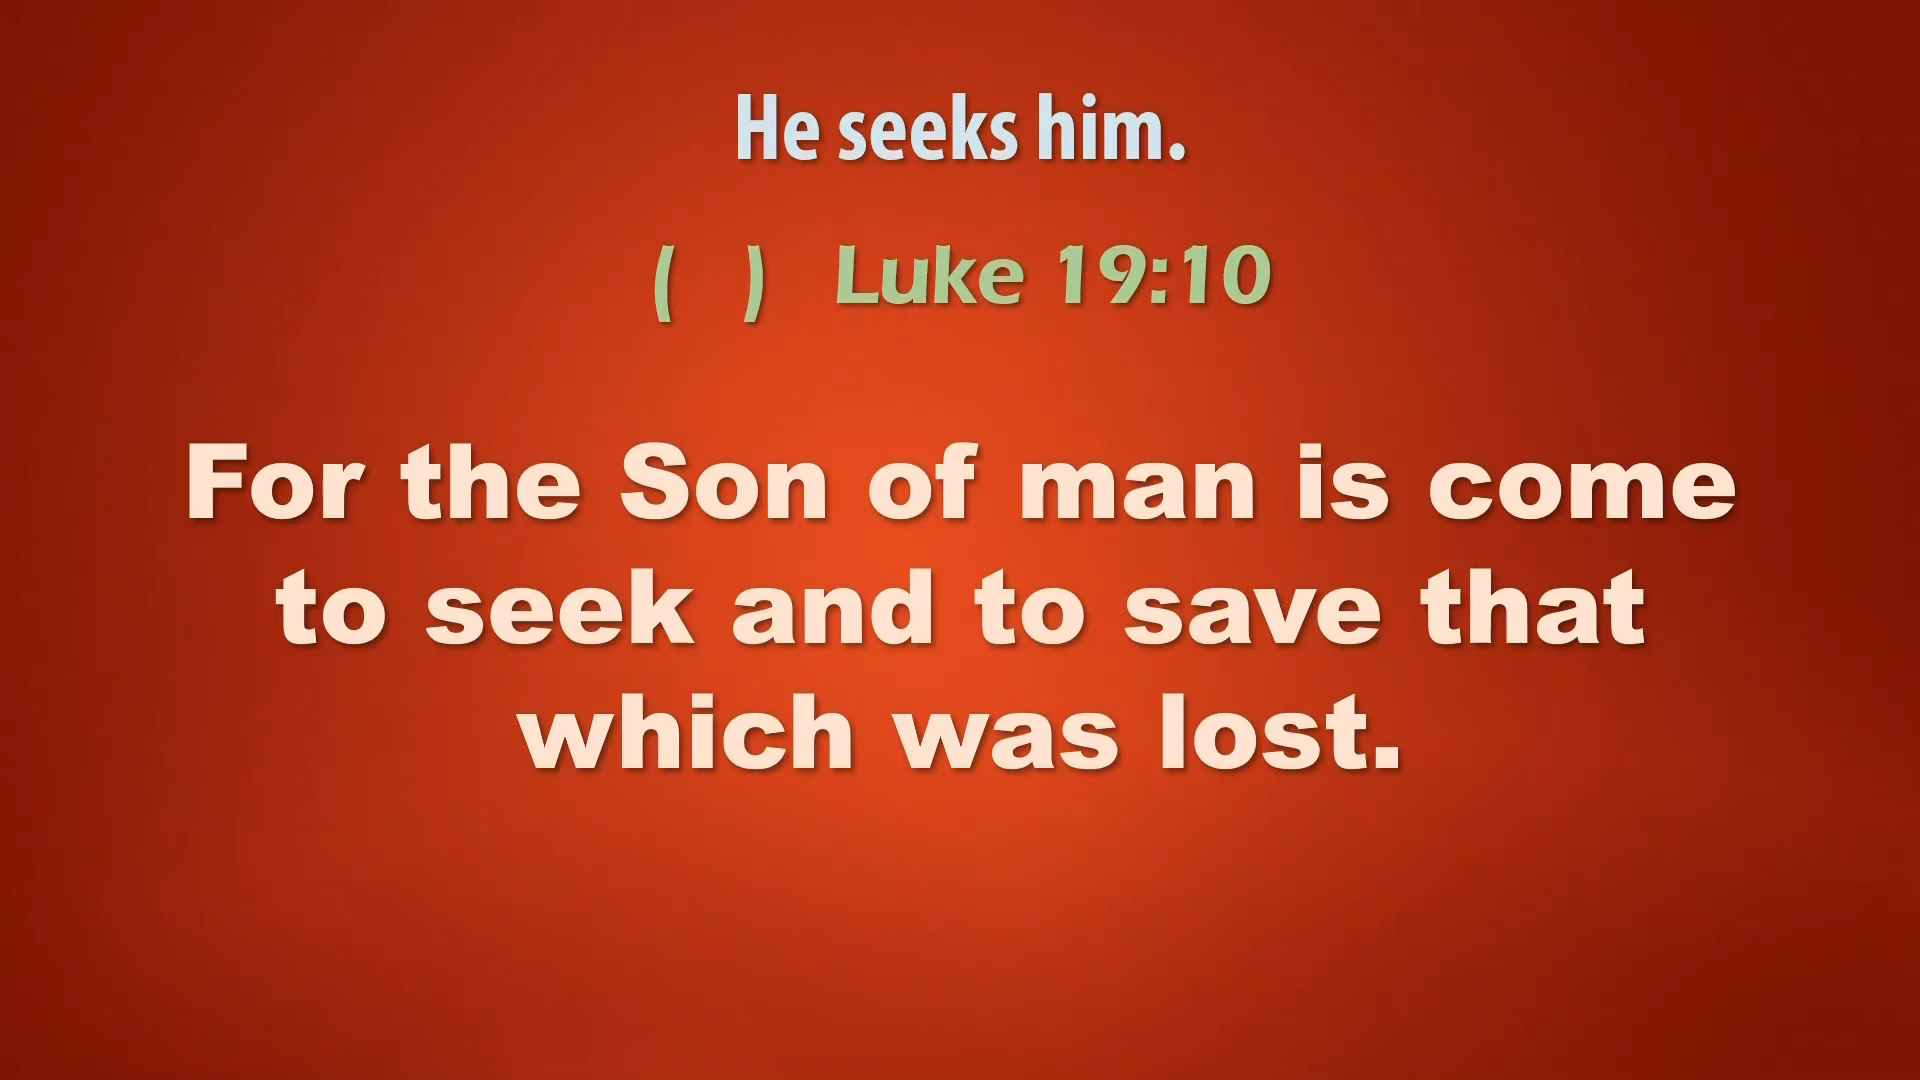 He seeks him.
(   ) Luke 19:10
For the Son of man is come
to seek and to save that
which was lost.